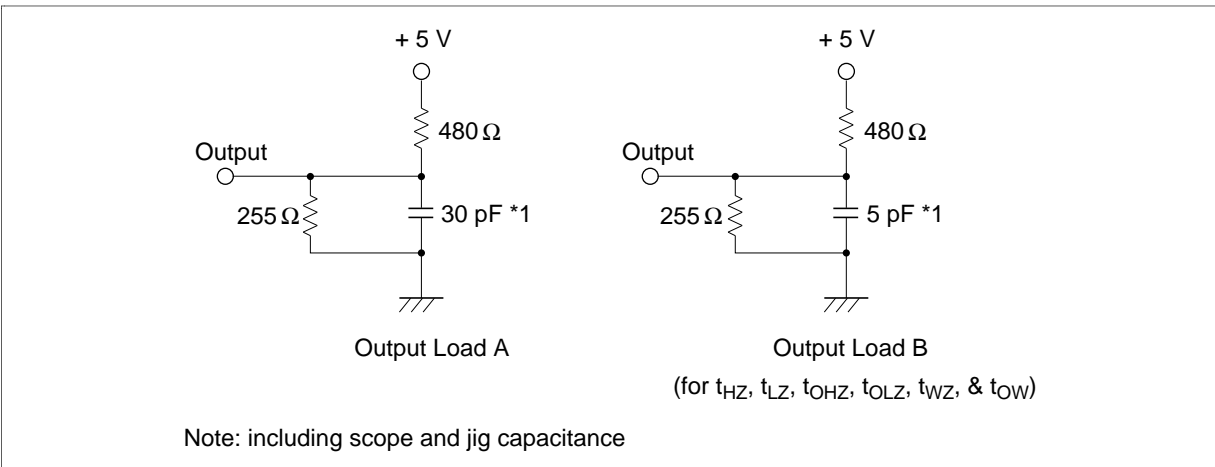 + 5 V
480 Ω
Output
255 Ω
30 pF *1
Output Load A
+ 5 V
480 Ω
Output
255 Ω
5 pF *1
Output Load B
(for tHZ, tLZ, tOHZ, tOLZ, tWZ, & tOW)
Note: including scope and jig capacitance